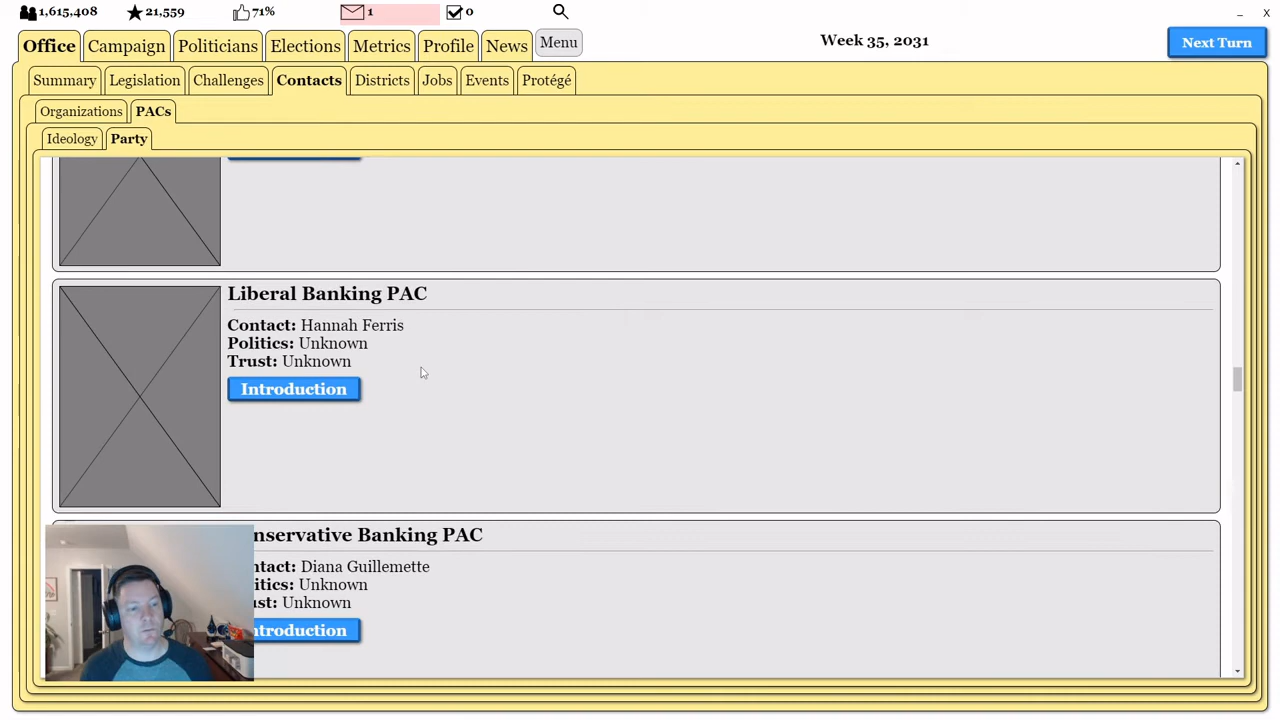 1,615,408 21,559 71% 1 0
_ X
Office Campaign Politicians Elections Metrics Profile News Menu Week 35, 2031 Next Turn
Summary Legislation Challenges Contacts Districts Jobs Events Protégé
Organizations PACs
Ideology Party
Liberal Banking PAC
Contact: Hannah Ferris
Politics: Unknown
Trust: Unknown
Introduction
nservative Banking PAC
ntact: Diana Guillemette
itics: Unknown
ust: Unknown
ntroduction